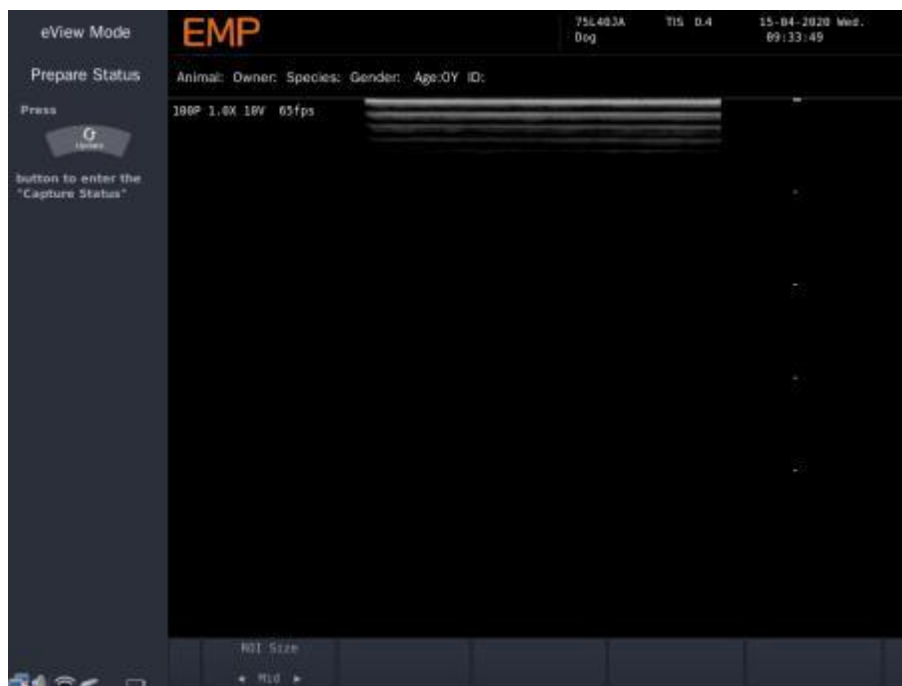 eView Mode
Prepare Status
Press
Update
button to enter the
"Capture Status"
EMP
75L403A TIS 0.4 15-04-2020 Wed.
Dog 09:33:49
Animal: Owner: Species: Gender: Age:0Y ID:
100P 1.0X 10V 65fps
ROI Size
◄ Mid ►